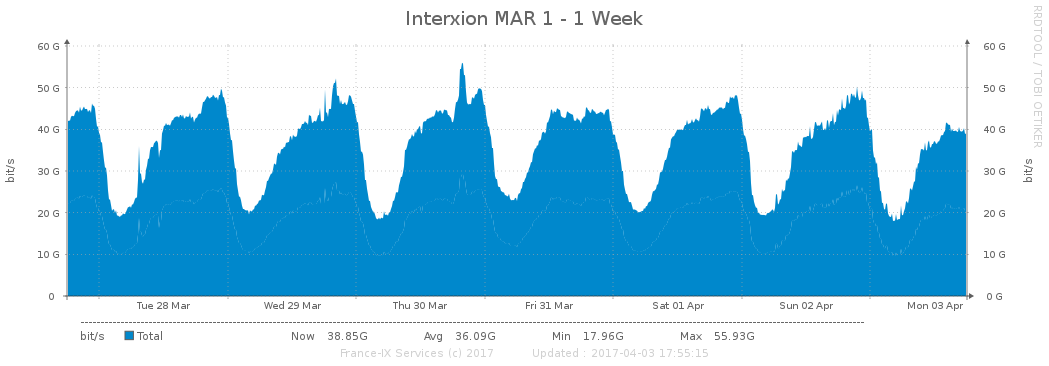 Interxion MAR 1 - 1 Week
RRDTOOL / TOBI OETIKER
60 G 60 G
50 G 50 G
40 G 40 G
30 G 30 G
20 G 20 G
10 G 10 G
0 0 G
bit/s bit/s
Tue 28 Mar Wed 29 Mar Thu 30 Mar Fri 31 Mar Sat 01 Apr Sun 02 Apr Mon 03 Apr
bit/s Total Now 38.85G Avg 36.09G Min 17.96G Max 55.93G
France-IX Services (c) 2017 Updated : 2017-04-03 17:55:15